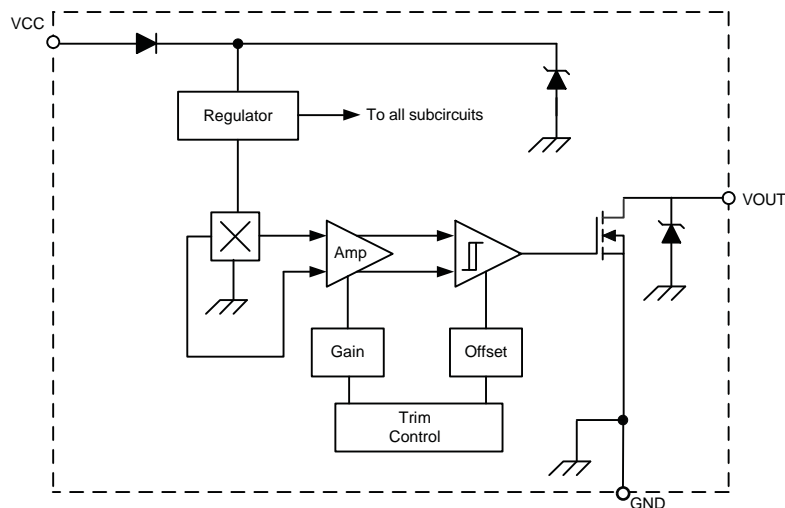 VCC
Regulator
To all subcircuits
VOUT
Amp
Gain
Offset
Trim
Control
GND